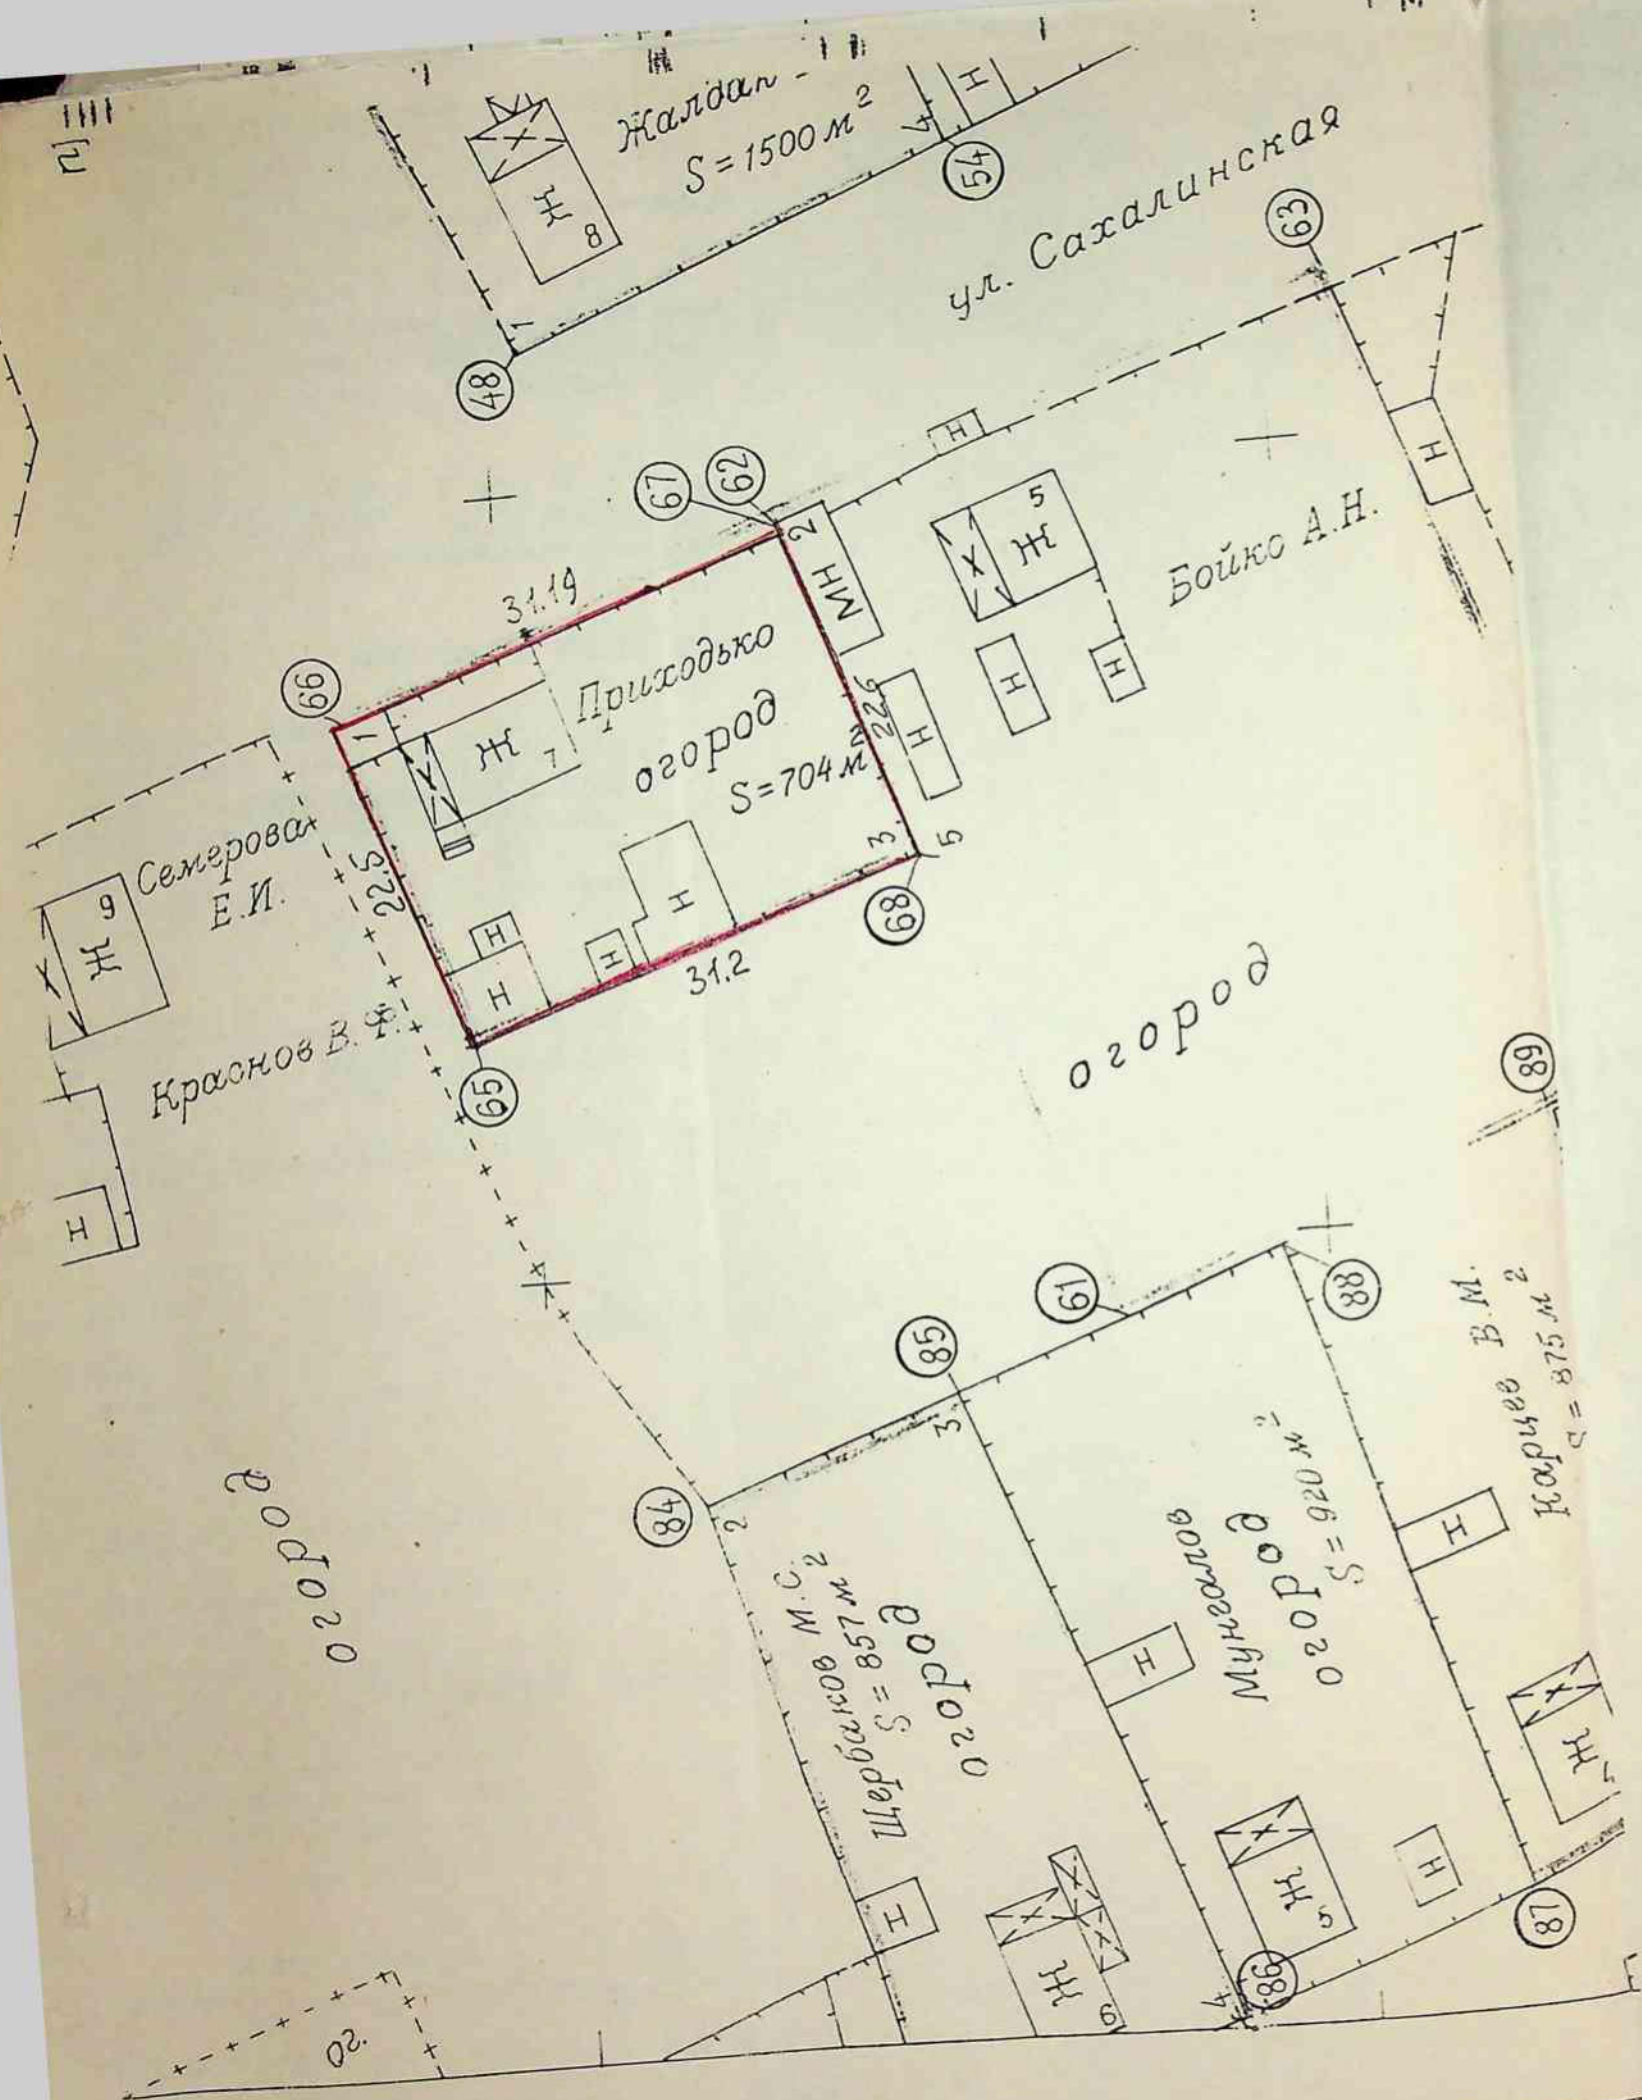 Жалдак
S = 1500 м²
Х
Ж
8
4
Н
54
ул. Сахалинская
63
1
48
67
62
Н
2
МН
31.19
66
1
Приходько
огород
S = 704 м²
Ж
7
Х
22.6
Х
Ж
5
Бойко А.Н.
Н
Н
Н
Н
Семерова
Е.И.
22.5
Х
Ж
9
Краснов В.Ф.
Н
Н
Н
Н
Н
3
5
68
31.2
65
огород
89
61
88
85
3
84
2
огород
Карцев В.М.
S = 875 м²
Щербаков М.С.
S = 857 м²
огород
Мунгалов
огород
S = 920 м²
Н
Н
Н
Х
Ж
Х
Х
Х
Ж
Х
Ж
5
Н
87
86
4
20.